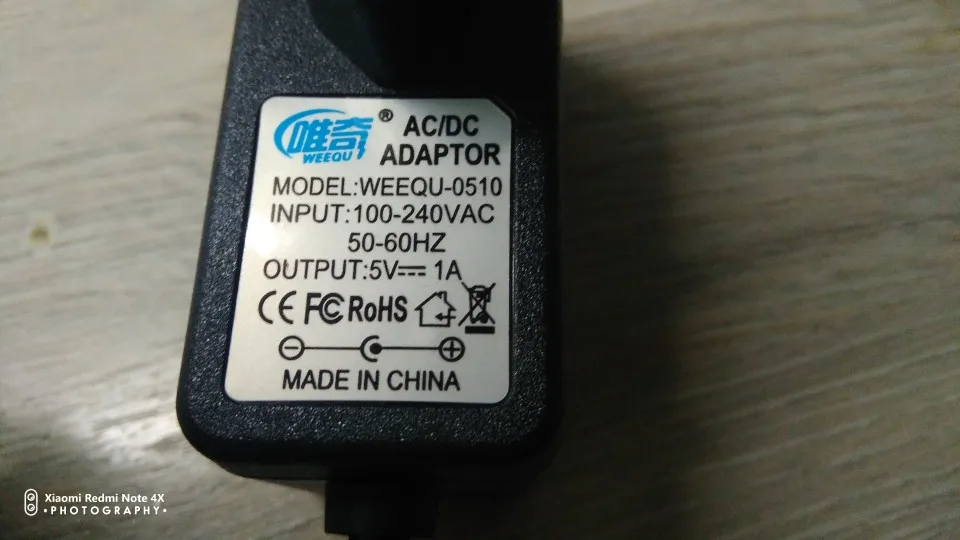 唯奇® AC/DC
WEEQU ADAPTOR
MODEL:WEEQU-0510
INPUT:100-240VAC
50-60HZ
OUTPUT:5V⎓ 1A
CE FC RoHS
MADE IN CHINA
Xiaomi Redmi Note 4X
•PHOTOGRAPHY•